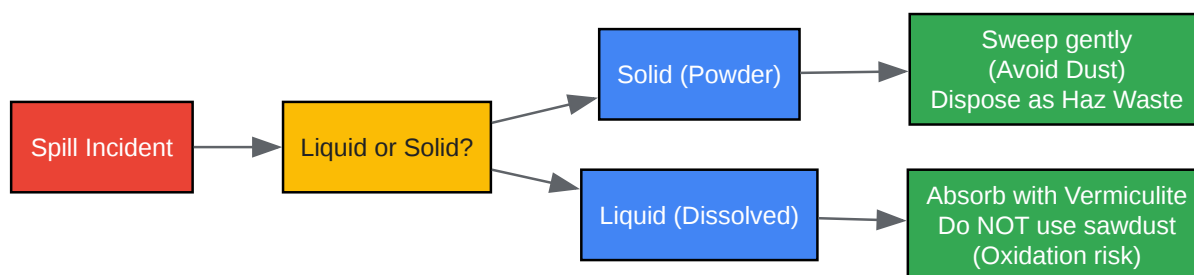 Spill Incident
Liquid or Solid?
Solid (Powder)
Sweep gently
(Avoid Dust)
Dispose as Haz Waste
Liquid (Dissolved)
Absorb with Vermiculite
Do NOT use sawdust
(Oxidation risk)